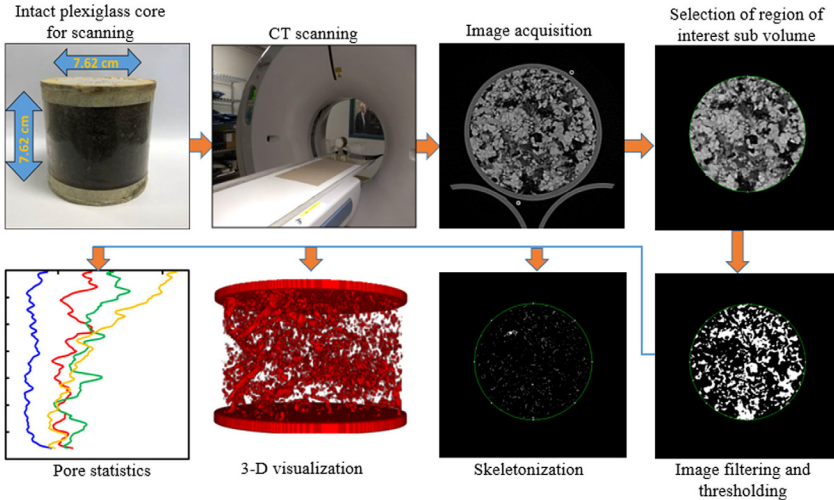 Intact plexiglass core
for scanning
CT scanning
Image acquisition
Selection of region of
interest sub volume
7.62 cm
7.62 cm
Pore statistics
3-D visualization
Skeletonization
Image filtering and
thresholding